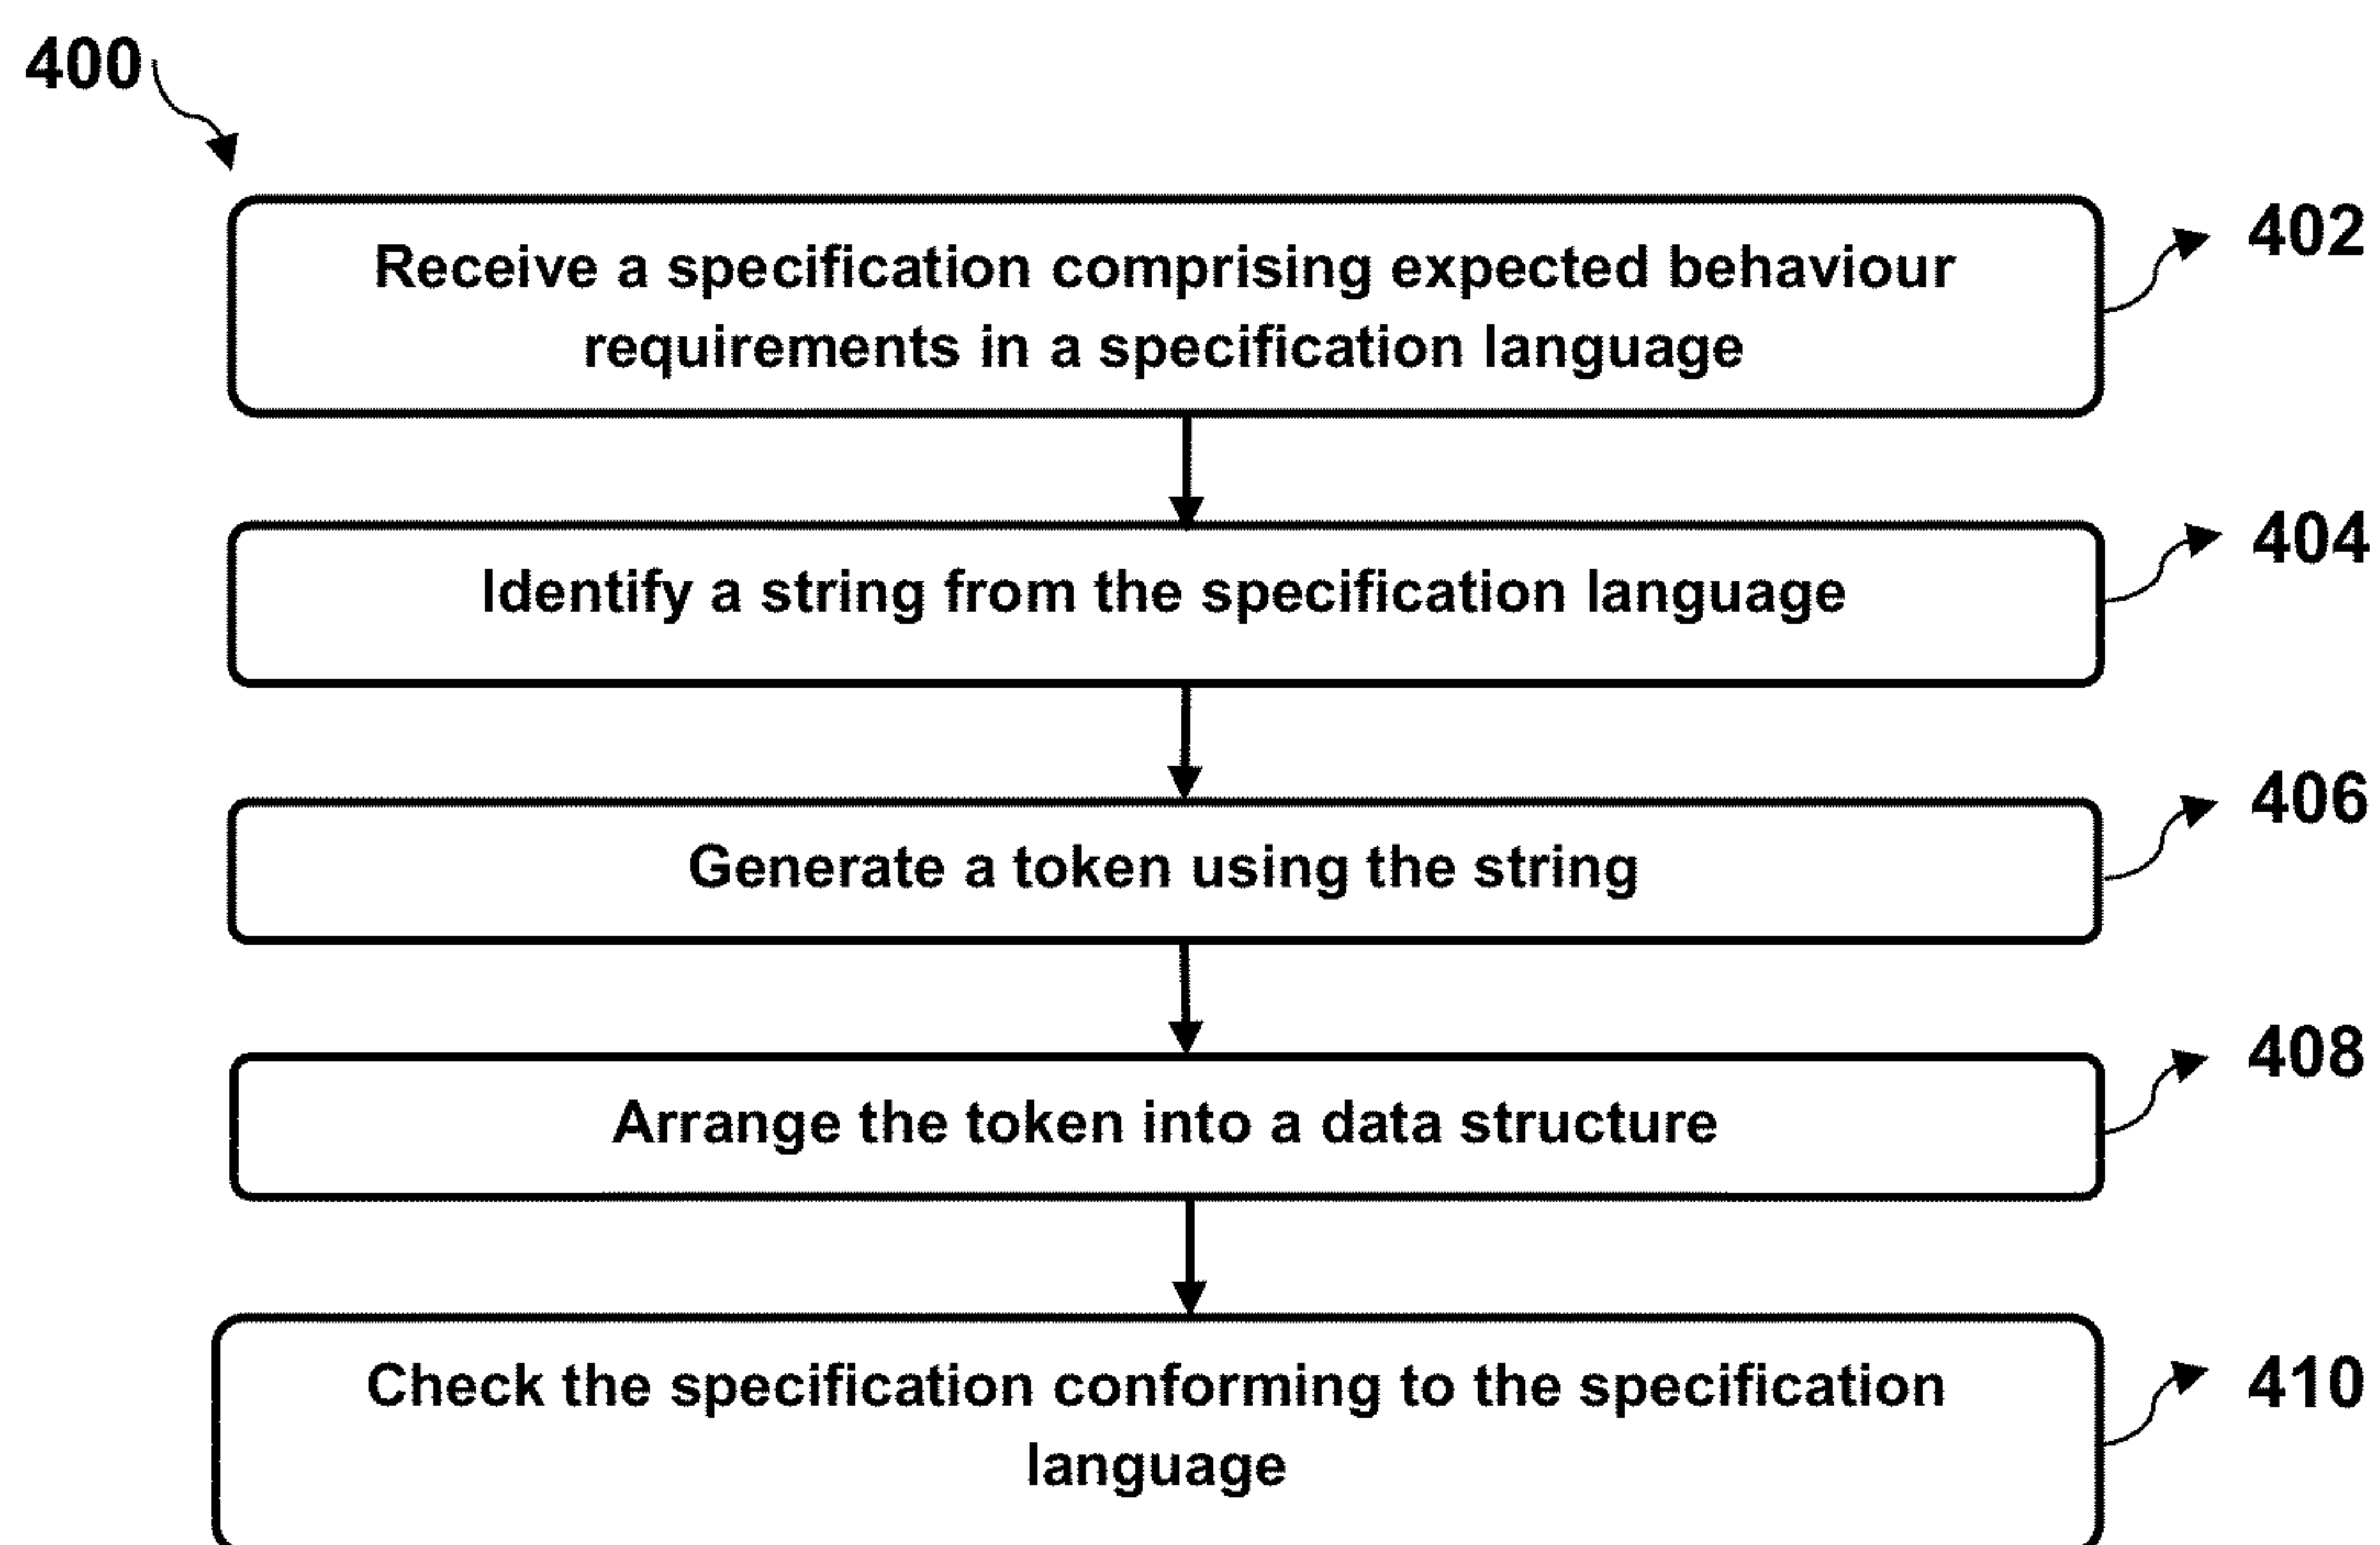 400
Receive a specification comprising expected behaviour
requirements in a specification language
402
Identify a string from the specification language
404
Generate a token using the string
406
Arrange the token into a data structure
408
Check the specification conforming to the specification
language
410